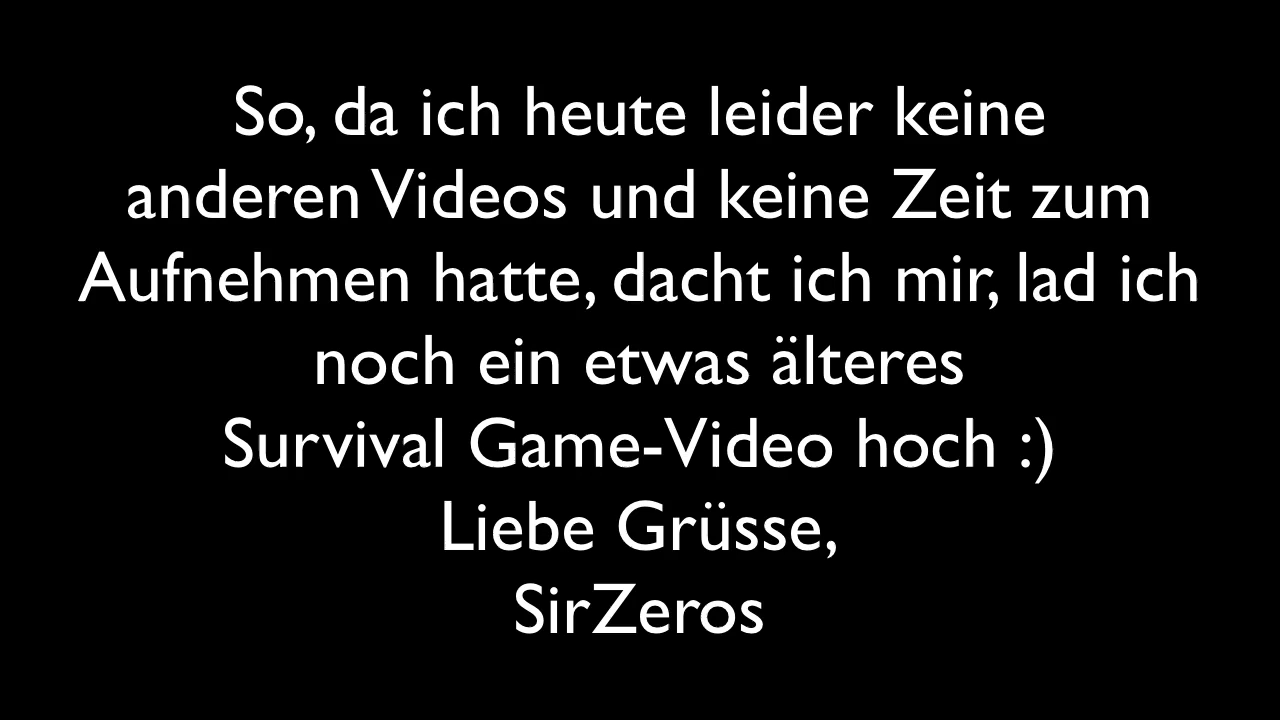 So, da ich heute leider keine
anderen Videos und keine Zeit zum
Aufnehmen hatte, dacht ich mir, lad ich
noch ein etwas älteres
Survival Game-Video hoch :)
Liebe Grüsse,
SirZeros